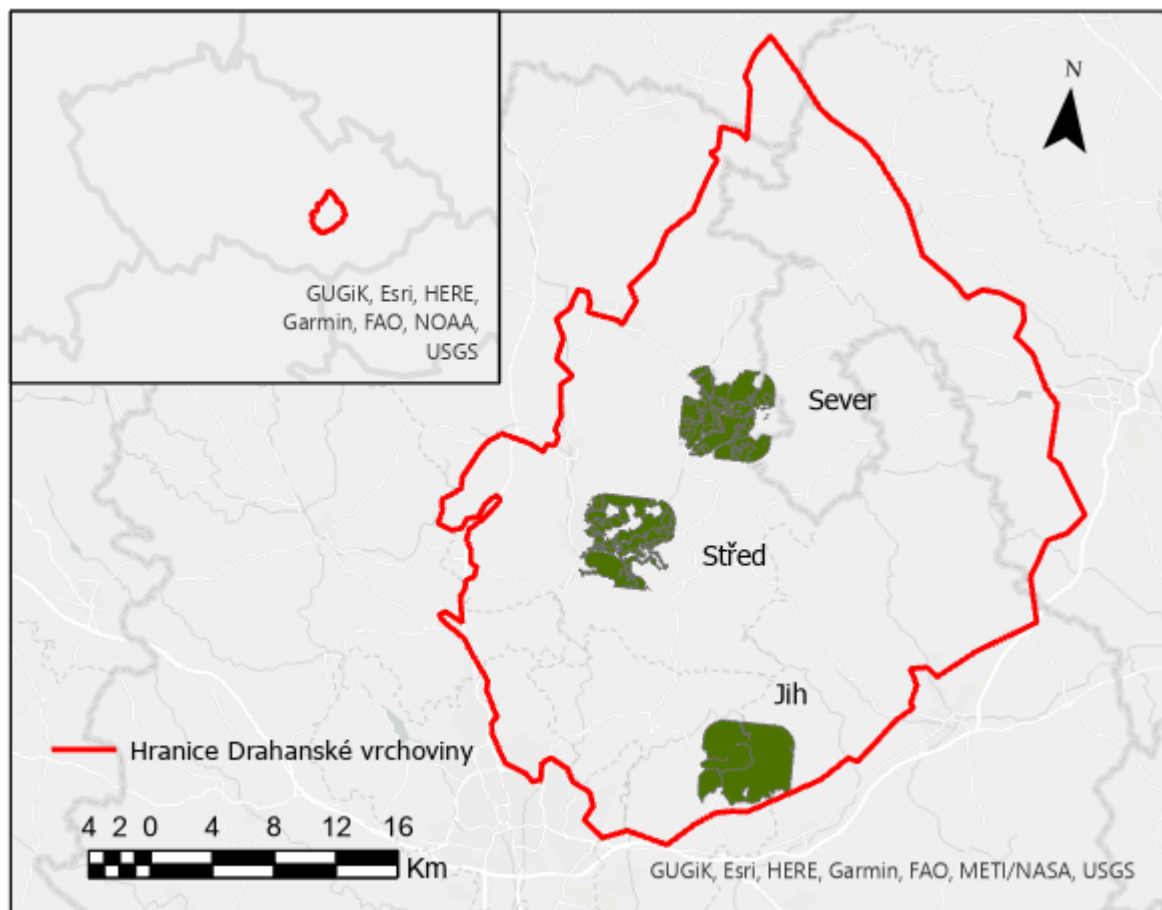 GUGiK, Esri, HERE,
Garmin, FAO, NOAA,
USGS
N
Sever
Střed
Jih
Hranice Drahanské vrchoviny
4 2 0 4 8 12 16
Km
GUGiK, Esri, HERE, Garmin, FAO, METI/NASA, USGS